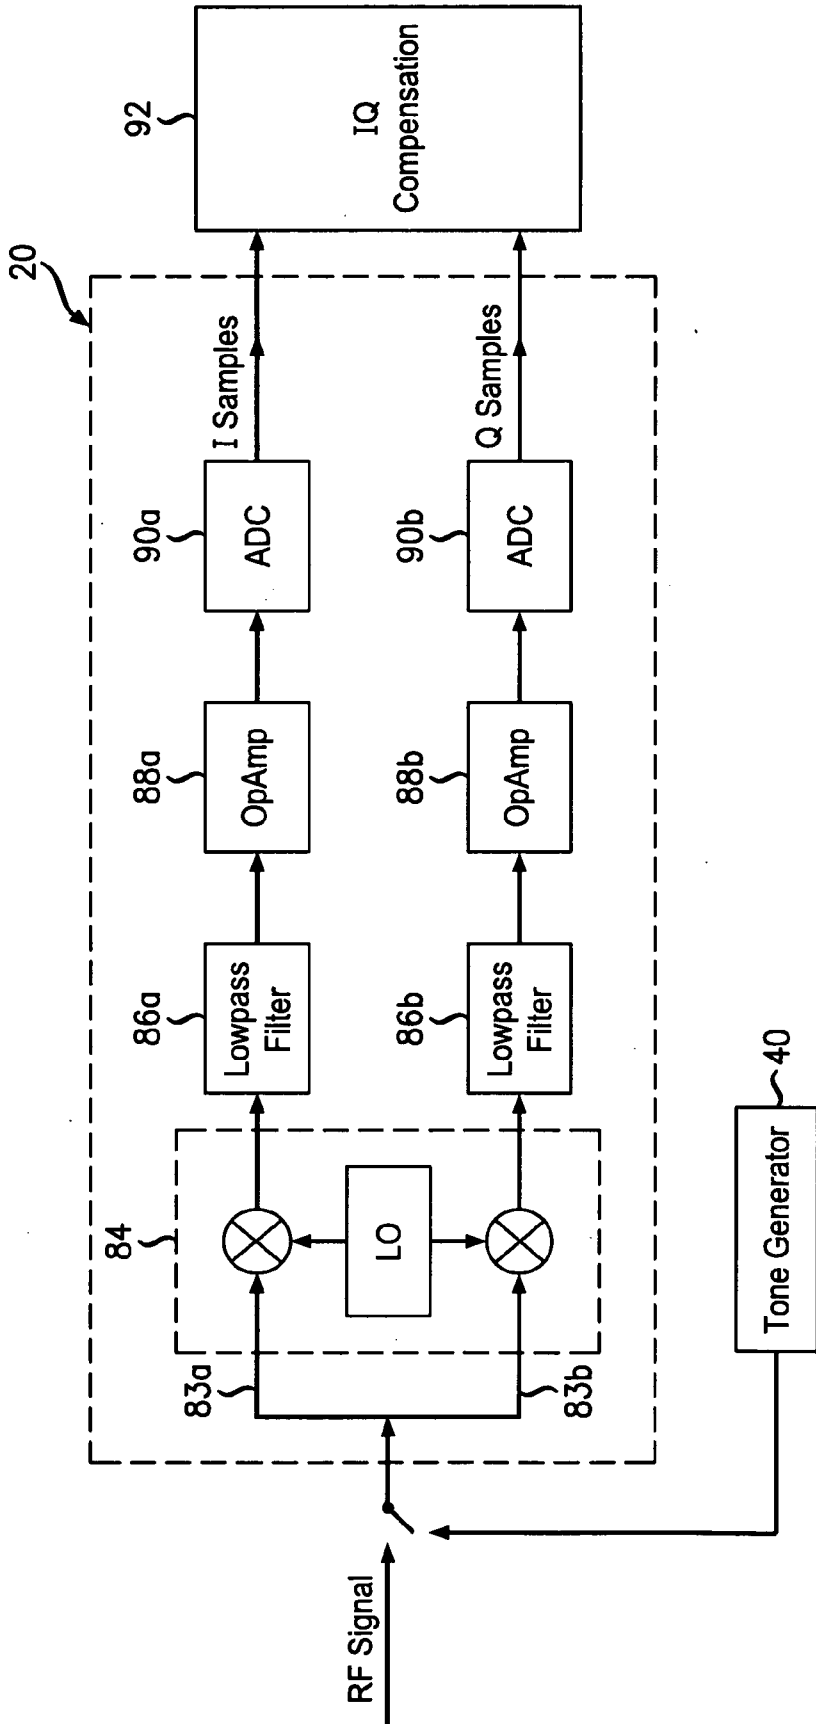 20
92
IQ
Compensation
84
83a
83b
86a
Lowpass
Filter
88a
OpAmp
90a
ADC
I Samples
LO
86b
Lowpass
Filter
88b
OpAmp
90b
ADC
Q Samples
RF Signal
Tone Generator
40